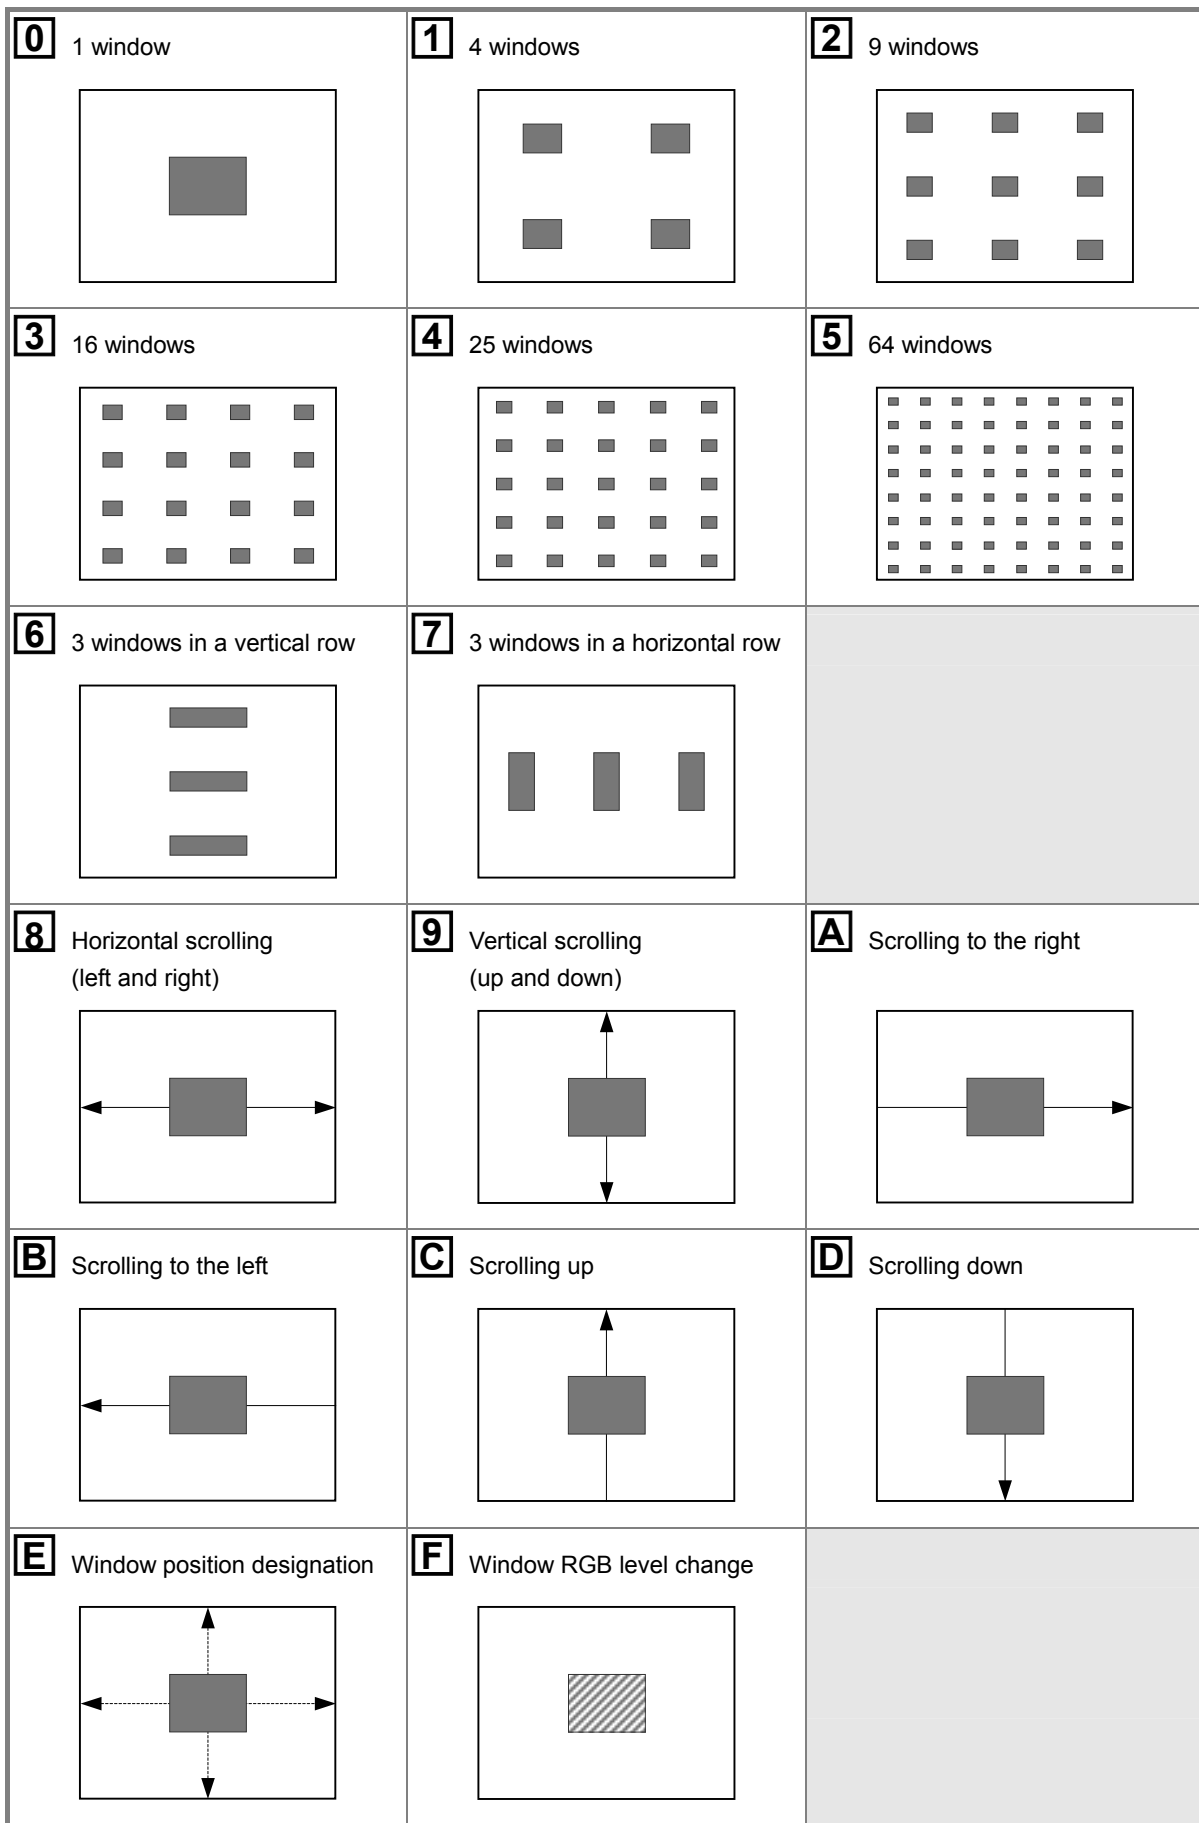 0 1 window
1 4 windows
2 9 windows
3 16 windows
4 25 windows
5 64 windows
6 3 windows in a vertical row
7 3 windows in a horizontal row
8 Horizontal scrolling
(left and right)
9 Vertical scrolling
(up and down)
A Scrolling to the right
B Scrolling to the left
C Scrolling up
D Scrolling down
E Window position designation
F Window RGB level change